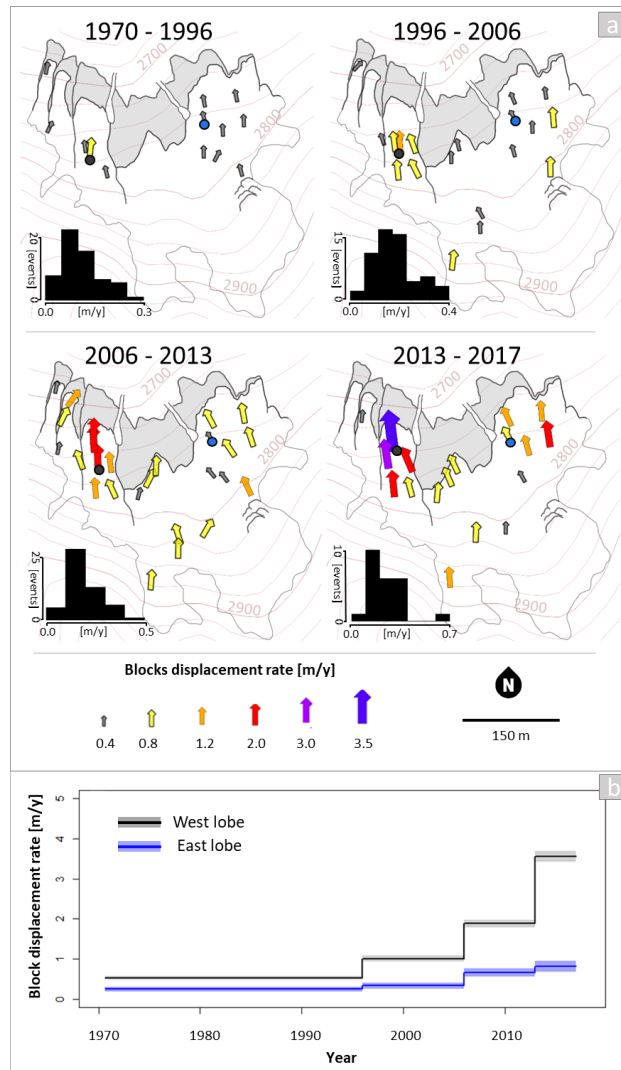 a
1970 - 1996
1996 - 2006
2700
2800
2900
20
[events]
0
0.0
[m/y]
0.3
2700
2800
2900
15
[events]
0
0.0
[m/y]
0.4
2006 - 2013
2013 - 2017
2700
2800
2900
25
[events]
0
0.0
[m/y]
0.5
2700
2800
2900
10
[events]
0
0.0
[m/y]
0.7
Blocks displacement rate [m/y]
0.4 0.8 1.2 2.0 3.0 3.5
N
150 m
b
Block displacement rate [m/y]
5
4
3
2
1
0
West lobe
East lobe
1970 1980 1990 2000 2010
Year